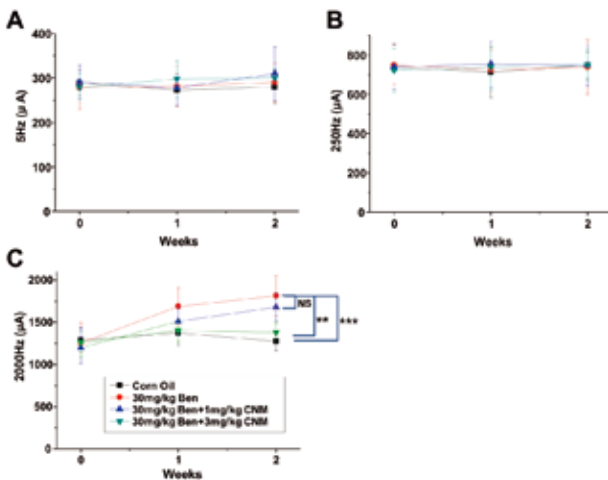 A
5Hz (μ A)
400
300
200
100
0
0 1 2
Weeks
B
250Hz (μA)
1000
800
600
400
200
0
0 1 2
Weeks
C
2000Hz (μA)
2000
1500
1250
1000
500
0
NS
**
***
Corn Oil
30mg/kg Ben
30mg/kg Ben+1mg/kg CNM
30mg/kg Ben+3mg/kg CNM
0 1 2
Weeks